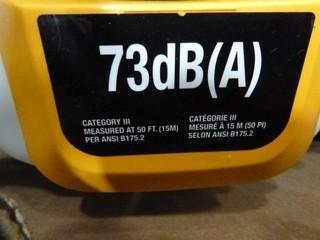 73dB(A)
CATEGORY III
MEASURED AT 50 FT. (15M)
PER ANSI B175.2
CATÉGORIE III
MESURÉ À 15 M (50 PI)
SELON ANSI B175.2